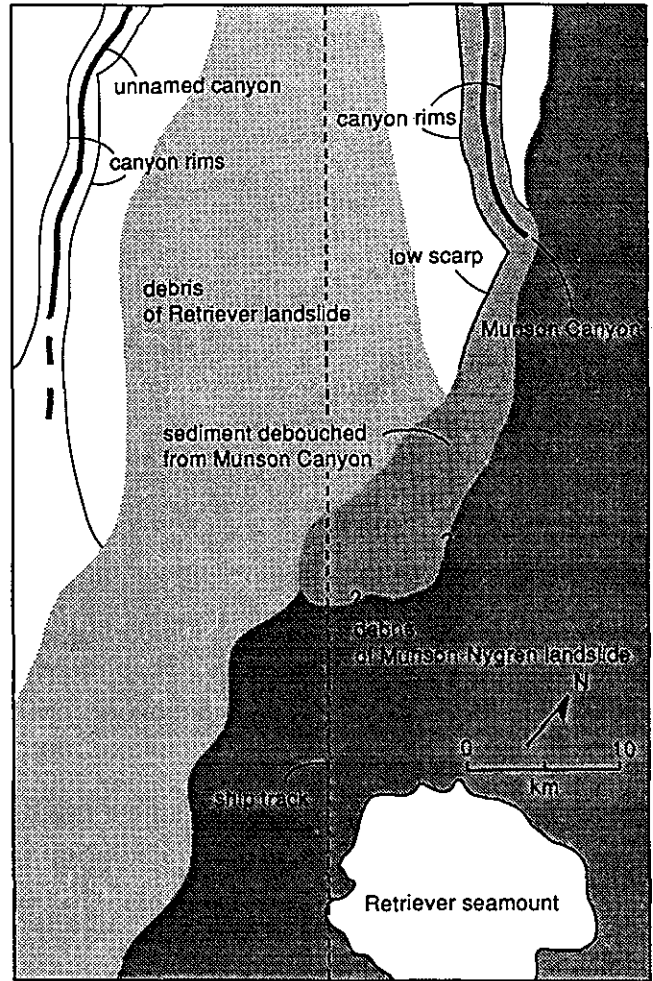 unnamed canyon
canyon rims
canyon rims
low scarp
debris
of Retriever landslide
Munson Canyon
sediment debouched
from Munson Canyon
?
?
debris
of Munson-Nygren landslide
N
0 10
km
ship track
Retriever seamount